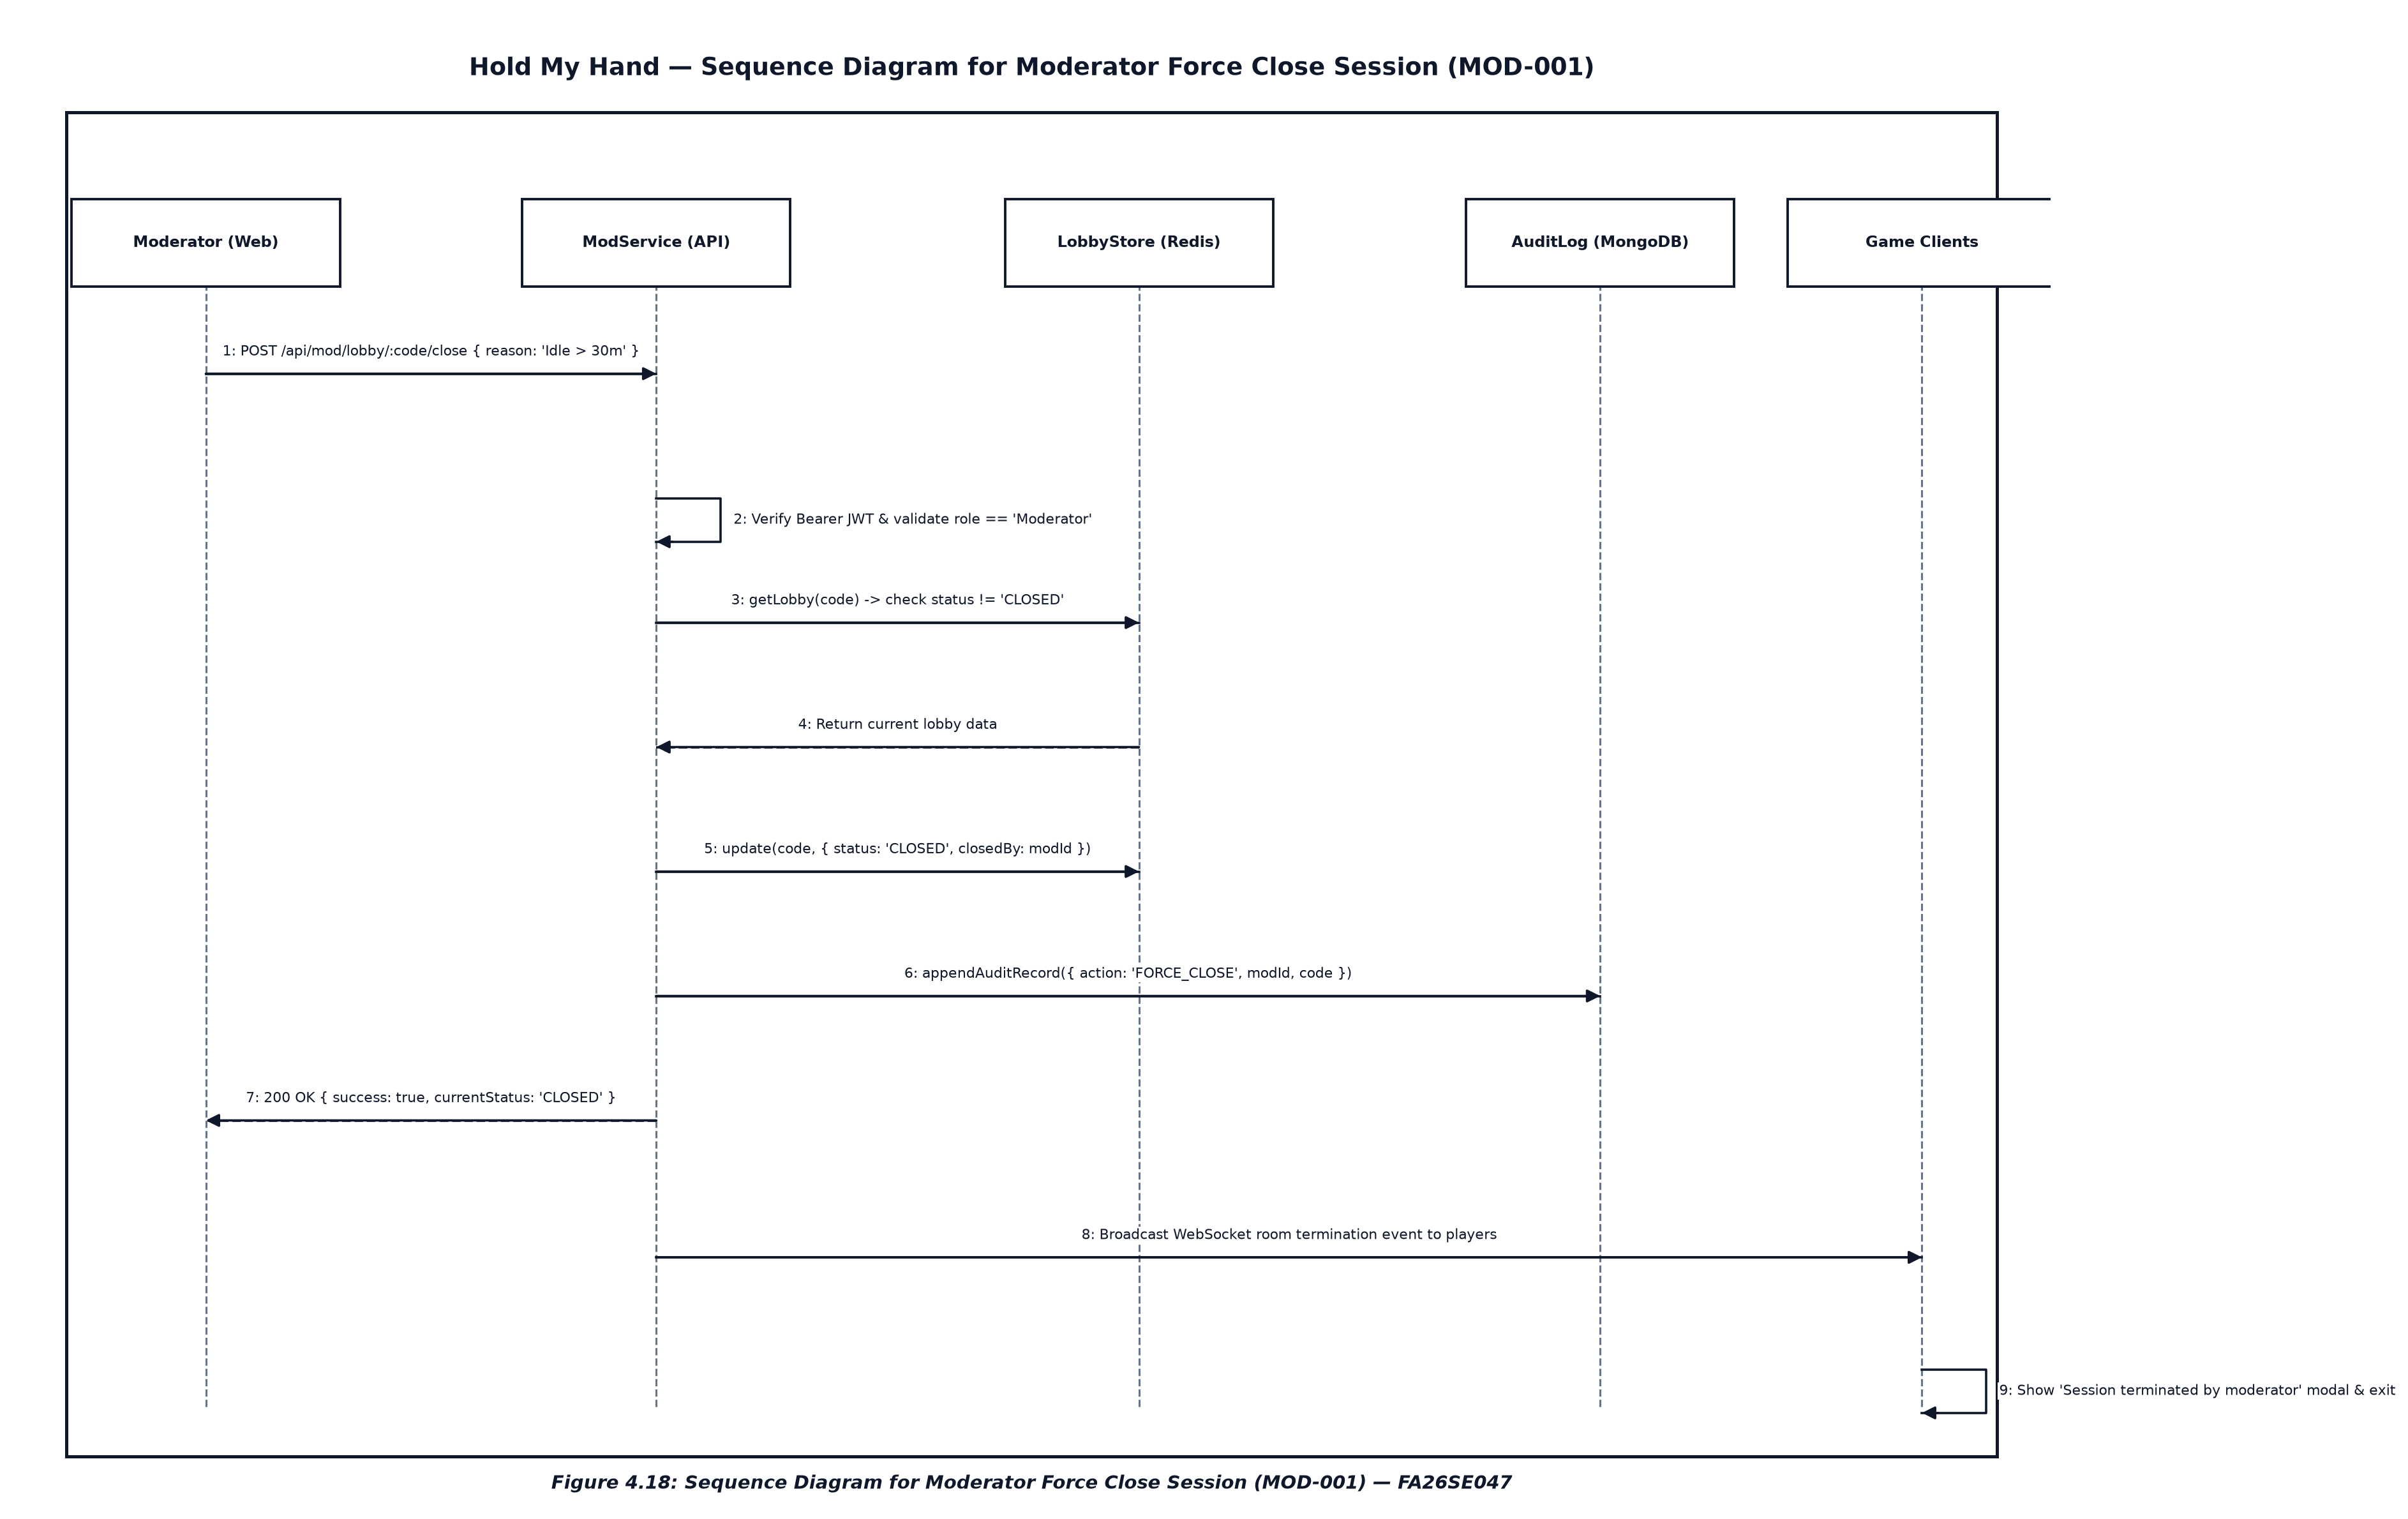 Hold My Hand — Sequence Diagram for Moderator Force Close Session (MOD-001)
Moderator (Web)
ModService (API)
LobbyStore (Redis)
AuditLog (MongoDB)
Game Clients
1: POST /api/mod/lobby/:code/close { reason: 'Idle > 30m' }
2: Verify Bearer JWT & validate role == 'Moderator'
3: getLobby(code) -> check status != 'CLOSED'
4: Return current lobby data
5: update(code, { status: 'CLOSED', closedBy: modId })
6: appendAuditRecord({ action: 'FORCE_CLOSE', modId, code })
7: 200 OK { success: true, currentStatus: 'CLOSED' }
8: Broadcast WebSocket room termination event to players
9: Show 'Session terminated by moderator' modal & exit
Figure 4.18: Sequence Diagram for Moderator Force Close Session (MOD-001) — FA26SE047